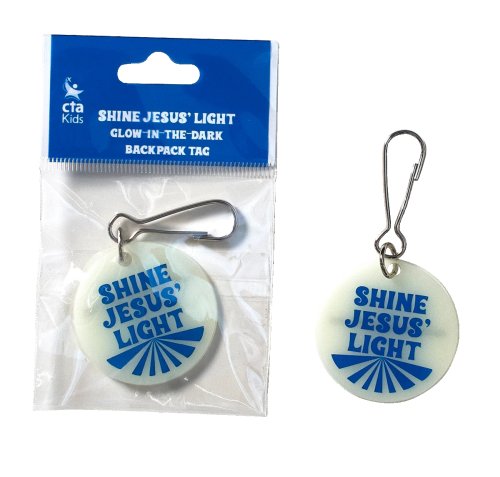 cta
Kids
SHINE JESUS' LIGHT
GLOW-IN-THE-DARK
BACKPACK TAG
SHINE
JESUS'
LIGHT
SHINE
JESUS'
LIGHT